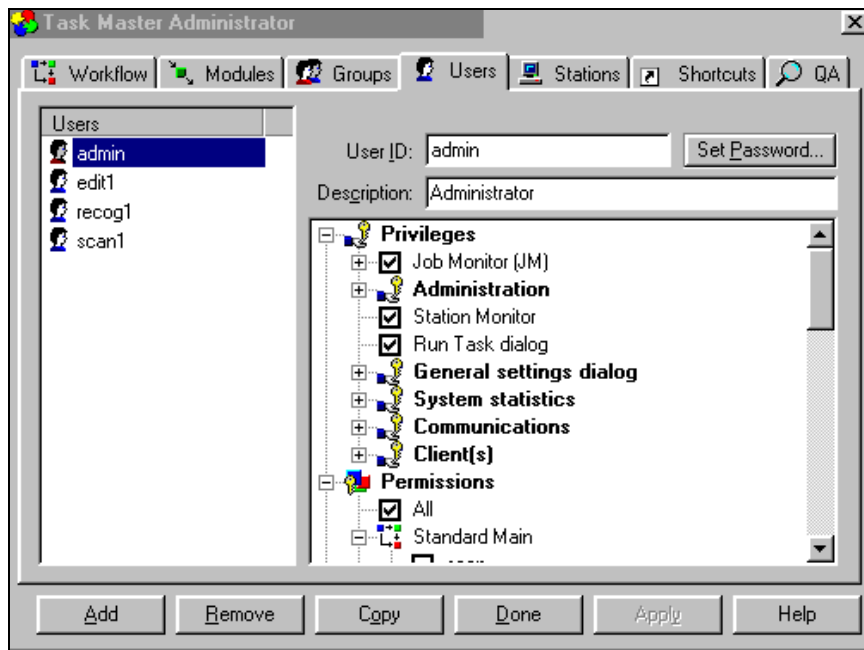 Task Master Administrator
Workflow Modules Groups Users Stations Shortcuts QA
Users
admin
edit1
recog1
scan1
User ID: admin Set Password...
Description: Administrator
Privileges
Job Monitor (JM)
Administration
Station Monitor
Run Task dialog
General settings dialog
System statistics
Communications
Client(s)
Permissions
All
Standard Main
Add Remove Copy Done Apply Help